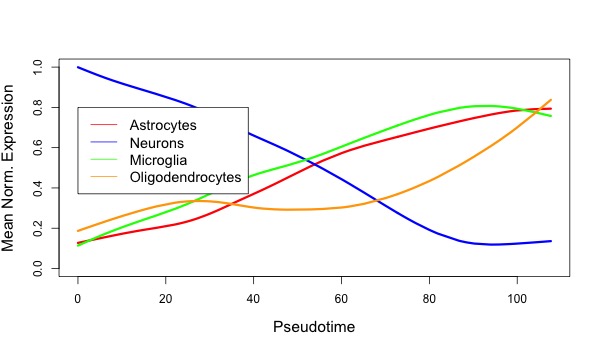 Mean Norm. Expression
1.0
0.8
0.6
0.4
0.2
0.0
Astrocytes
Neurons
Microglia
Oligodendrocytes
0 20 40 60 80 100
Pseudotime